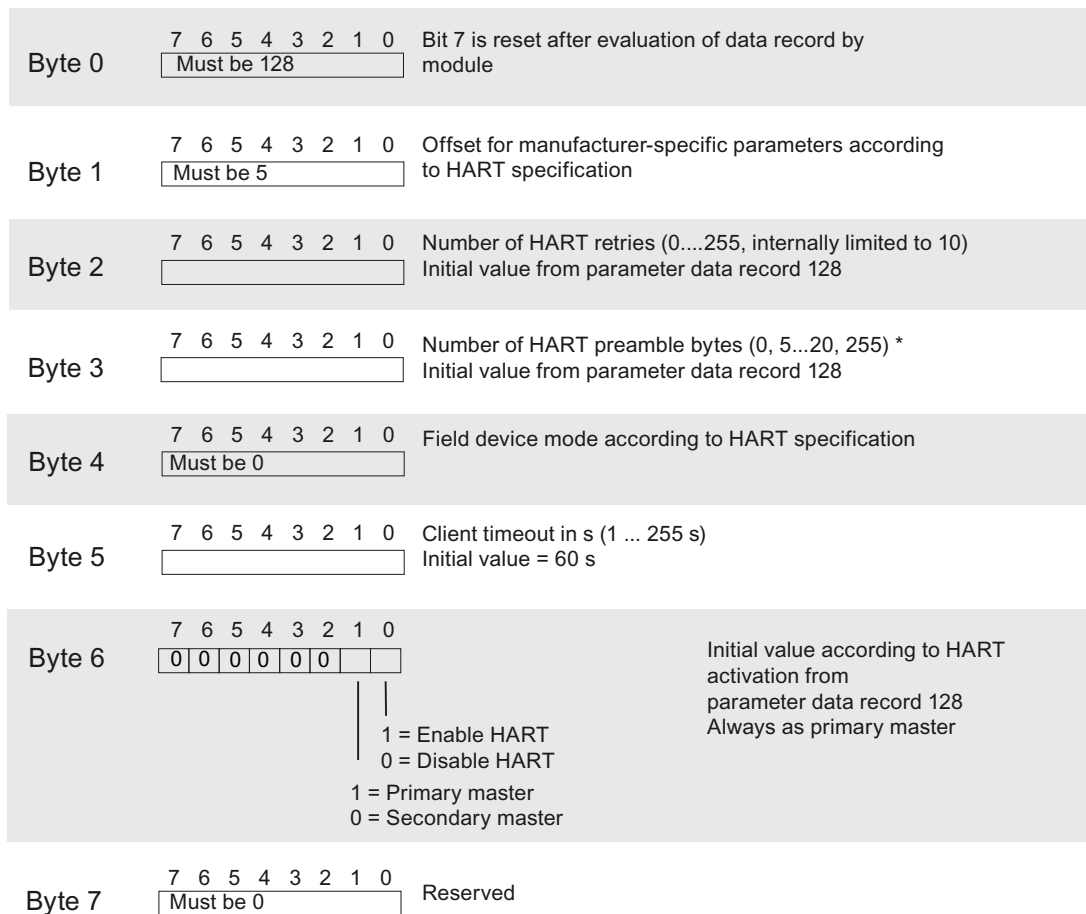 7 6 5 4 3 2 1 0
Byte 0
Must be 128
Bit 7 is reset after evaluation of data record by
module
7 6 5 4 3 2 1 0
Byte 1
Must be 5
Offset for manufacturer-specific parameters according
to HART specification
7 6 5 4 3 2 1 0
Byte 2
Number of HART retries (0....255, internally limited to 10)
Initial value from parameter data record 128
7 6 5 4 3 2 1 0
Byte 3
Number of HART preamble bytes (0, 5...20, 255) *
Initial value from parameter data record 128
7 6 5 4 3 2 1 0
Byte 4
Must be 0
Field device mode according to HART specification
7 6 5 4 3 2 1 0
Byte 5
Client timeout in s (1 ... 255 s)
Initial value = 60 s
7 6 5 4 3 2 1 0
Byte 6
0 0 0 0 0 0
1 = Enable HART
0 = Disable HART
1 = Primary master
0 = Secondary master
Initial value according to HART
activation from
parameter data record 128
Always as primary master
7 6 5 4 3 2 1 0
Byte 7
Must be 0
Reserved